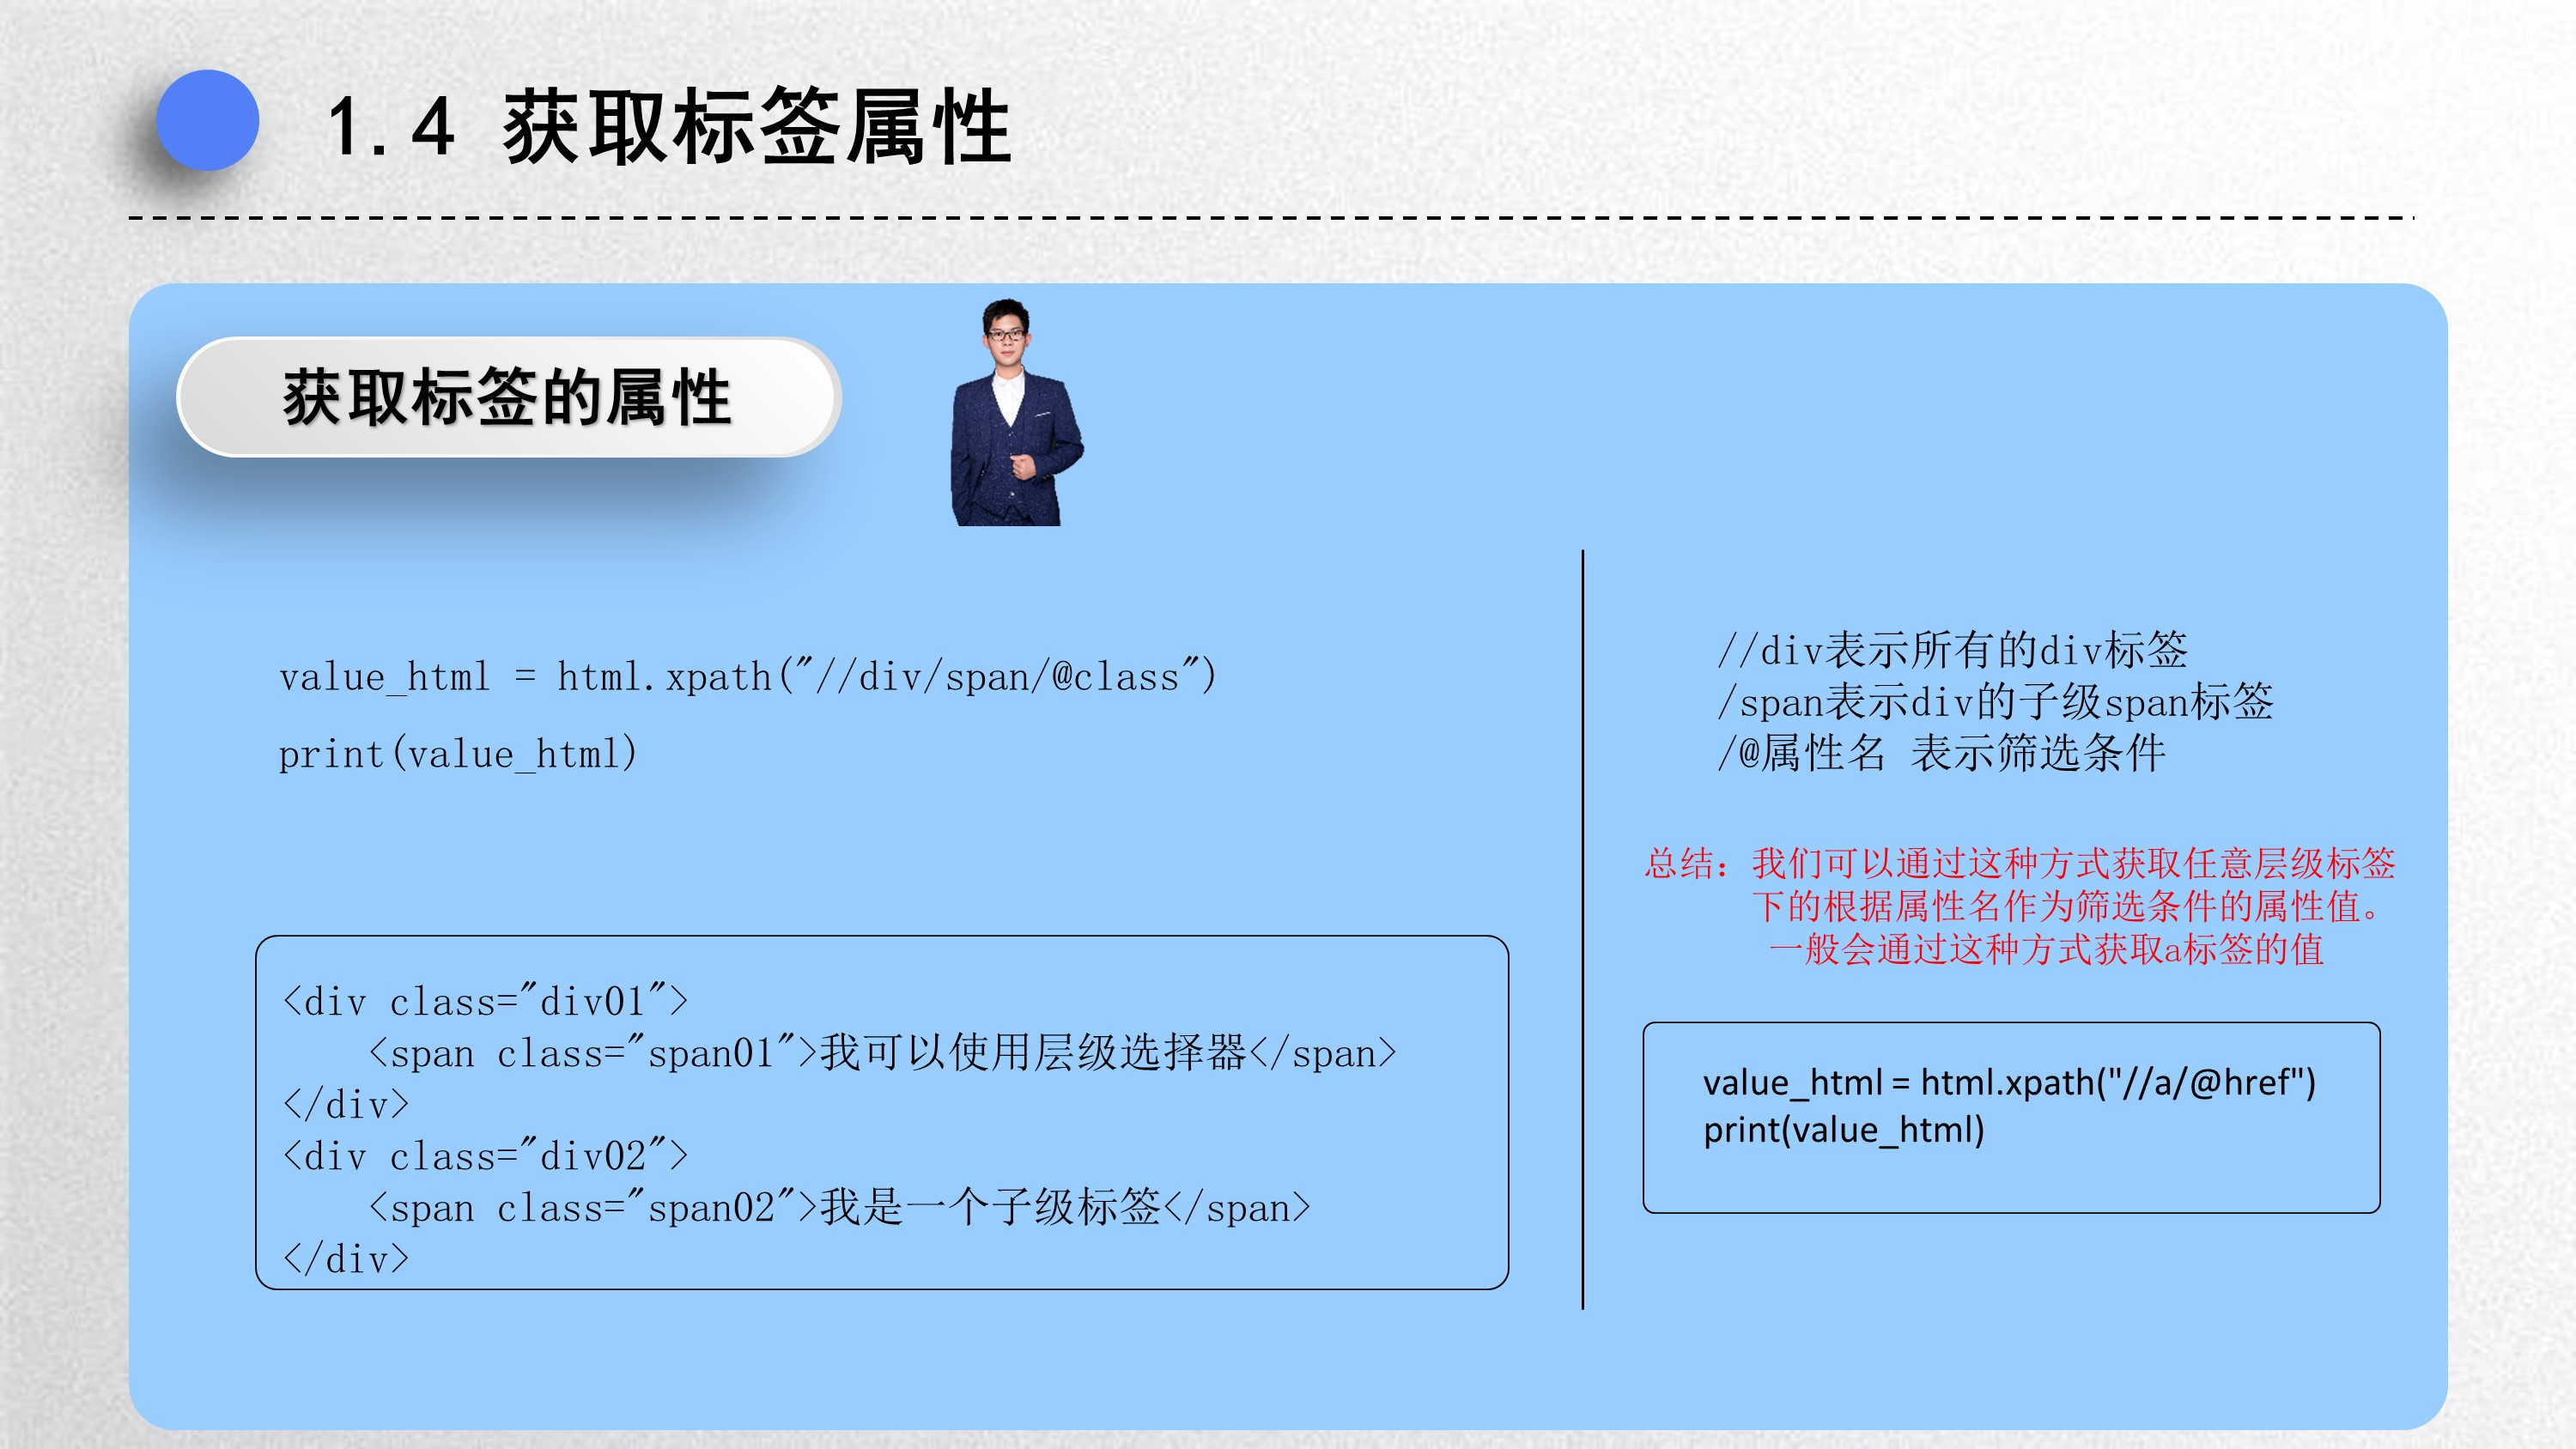 1.4 获取标签属性
获取标签的属性
value_html = html.xpath("//div/span/@class")
print(value_html)
<div class="div01">
    <span class="span01">我可以使用层级选择器</span>
</div>
<div class="div02">
    <span class="span02">我是一个子级标签</span>
</div>
//div表示所有的div标签
/span表示div的子级span标签
/@属性名 表示筛选条件
总结：我们可以通过这种方式获取任意层级标签
下的根据属性名作为筛选条件的属性值。
一般会通过这种方式获取a标签的值
value_html = html.xpath("//a/@href")
print(value_html)